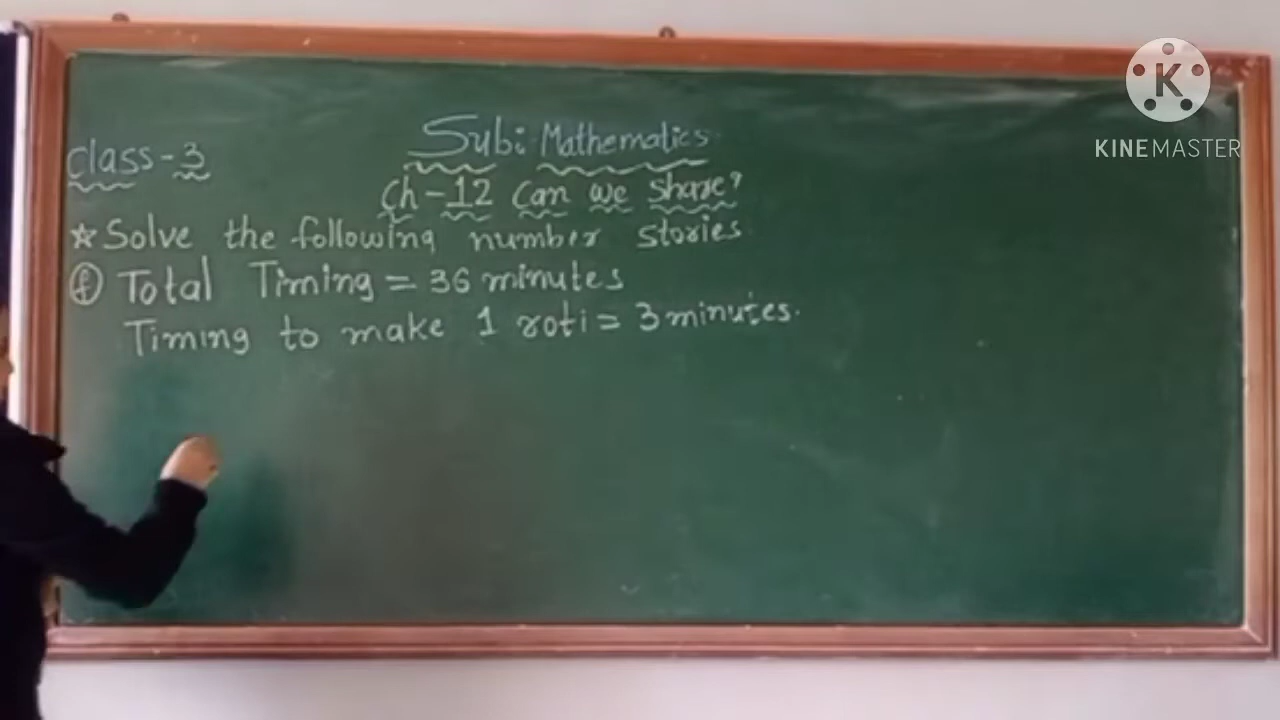 Sub: Mathematics
Class-3
Ch-12 Can we share?
☆ Solve the following number stories
(f) Total Timing = 36 minutes
Timing to make 1 roti = 3 minutes.
K
KINEMASTER